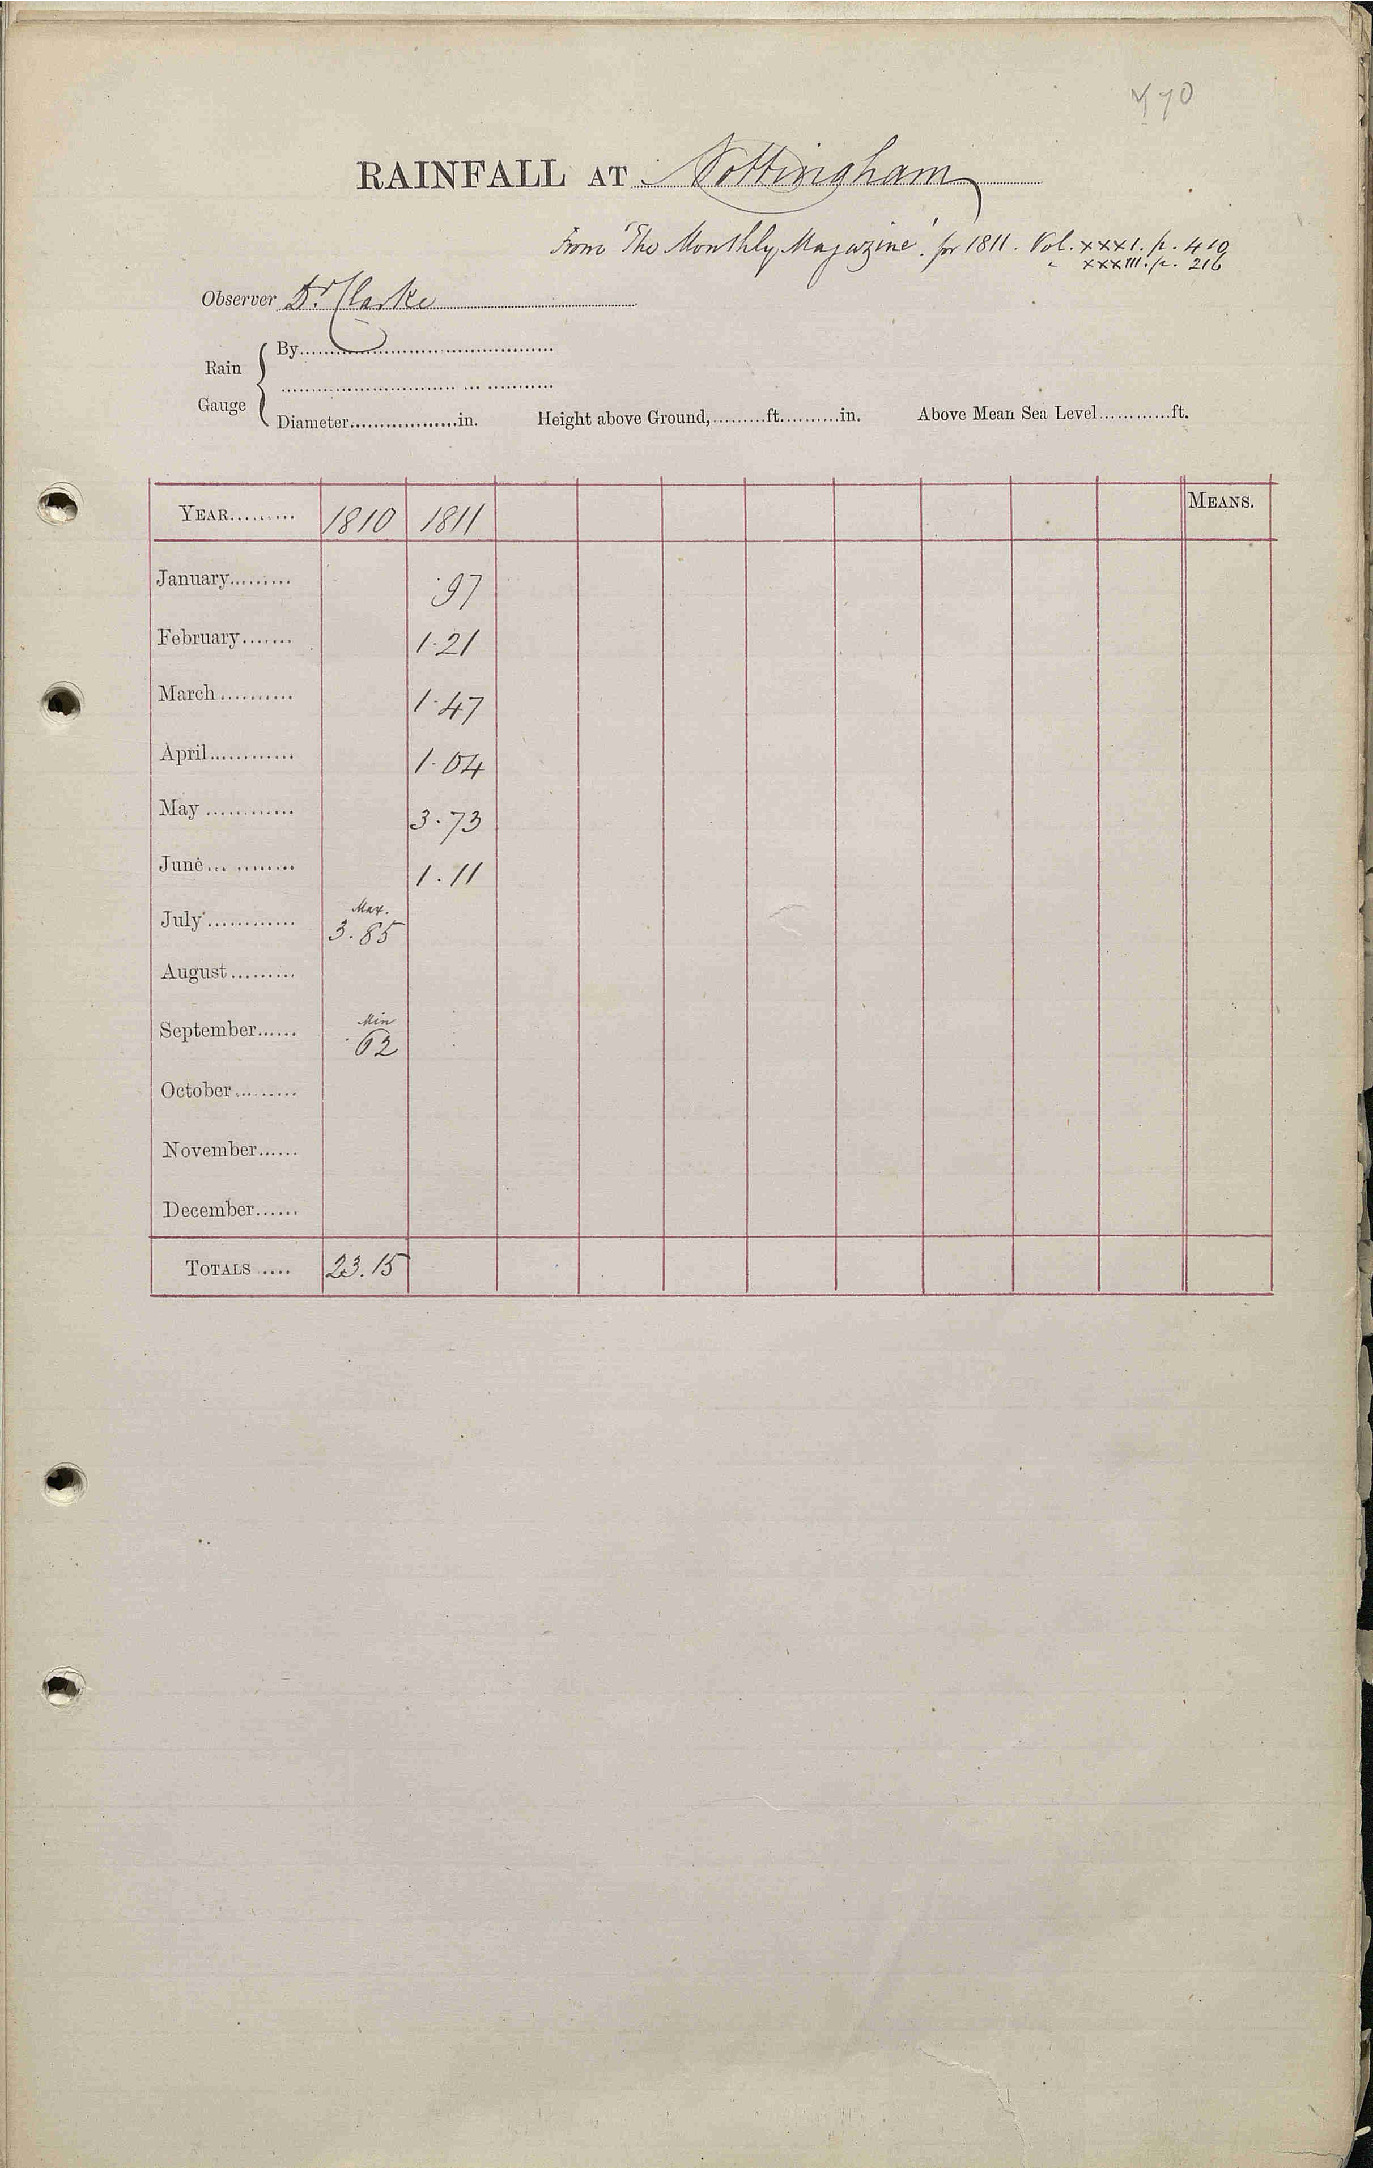 RAINFALL AT Nottingham
From 'The Monthly Magazine' for 1811. Vol. xxxI. p. 410
" xxxIII. p. 216
Observer Dr. Clarke
Rain Gauge
By
Diameter in. Height above Ground, ft. in. Above Mean Sea Level ft.
YEAR 1810 1811 MEANS.
January .97
February 1.21
March 1.47
April 1.04
May 3.73
June 1.11
July Max. 3.85
August
September Min .62
October
November
December
TOTALS 23.15